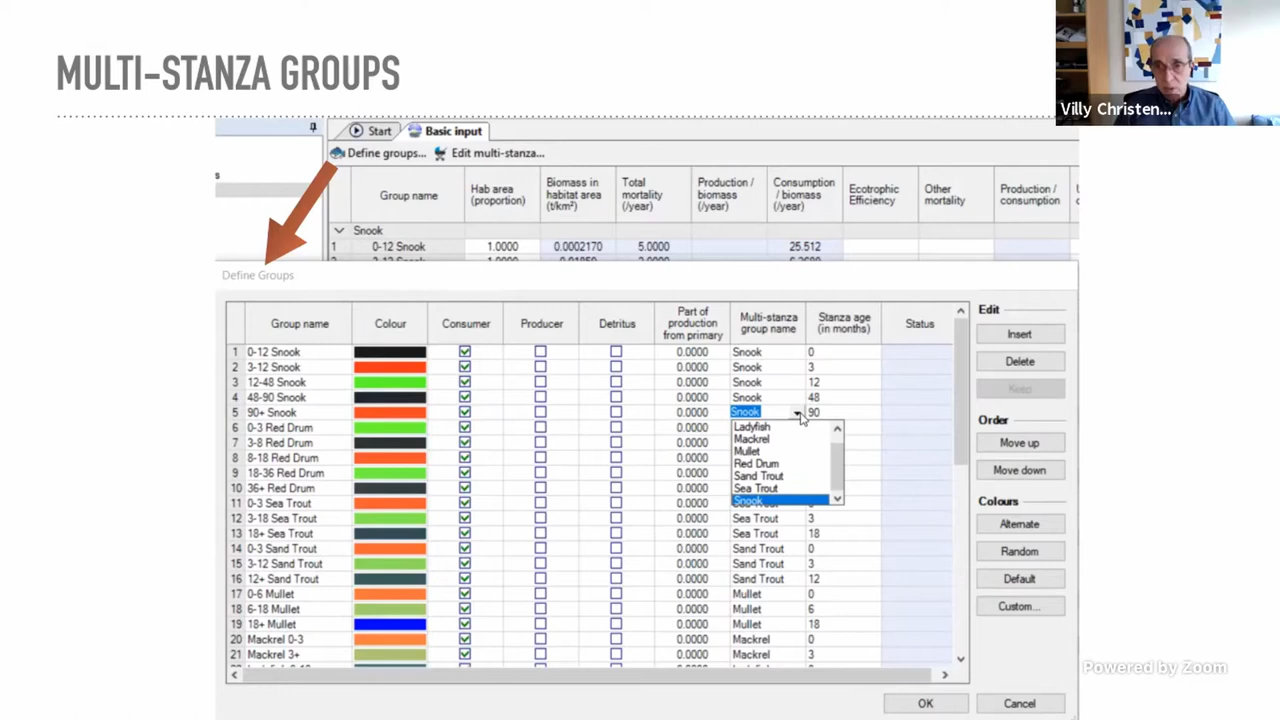 MULTI-STANZA GROUPS
Villy Christen...
Start Basic input
Define groups... Edit multi-stanza...
Group name Hab area (proportion) Biomass in habitat area (t/km²) Total mortality (/year) Production / biomass (/year) Consumption / biomass (/year) Ecotrophic Efficiency Other mortality Production / consumption
Snook
1 0-12 Snook 1.0000 0.0002170 5.0000 25.512
Define Groups
Group name Colour Consumer Producer Detritus Part of production from primary Multi-stanza group name Stanza age (in months) Status
1 0-12 Snook 0.0000 Snook 0
2 3-12 Snook 0.0000 Snook 3
3 12-48 Snook 0.0000 Snook 12
4 48-90 Snook 0.0000 Snook 48
5 90+ Snook 0.0000 Snook 90
6 0-3 Red Drum 0.0000 Ladyfish
7 3-8 Red Drum 0.0000 Mackrel
Mullet
8 8-18 Red Drum 0.0000 Red Drum
9 18-36 Red Drum 0.0000 Sand Trout
10 36+ Red Drum 0.0000 Sea Trout
11 0-3 Sea Trout 0.0000 Snook
12 3-18 Sea Trout 0.0000 Sea Trout 3
13 18+ Sea Trout 0.0000 Sea Trout 18
14 0-3 Sand Trout 0.0000 Sand Trout 0
15 3-12 Sand Trout 0.0000 Sand Trout 3
16 12+ Sand Trout 0.0000 Sand Trout 12
17 0-6 Mullet 0.0000 Mullet 0
18 6-18 Mullet 0.0000 Mullet 6
19 18+ Mullet 0.0000 Mullet 18
20 Mackrel 0-3 0.0000 Mackrel 0
21 Mackrel 3+ 0.0000 Mackrel 3
Edit
Insert
Delete
Keep
Order
Move up
Move down
Colours
Alternate
Random
Default
Custom...
OK Cancel
Powered by Zoom